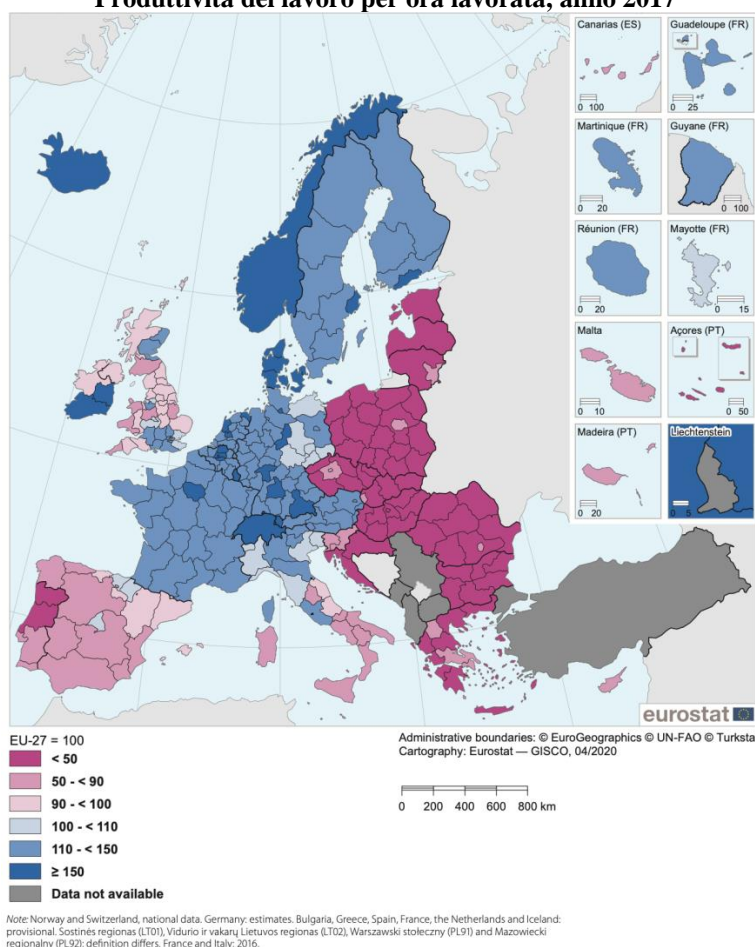 Produttività del lavoro per ora lavorata, anno 2017
Canarias (ES)
0 100
Guadeloupe (FR)
0 25
Martinique (FR)
0 20
Guyane (FR)
0 100
Réunion (FR)
0 20
Mayotte (FR)
0 15
Malta
0 10
Açores (PT)
0 50
Madeira (PT)
0 20
Liechtenstein
0 5
eurostat
EU-27 = 100
< 50
50 - < 90
90 - < 100
100 - < 110
110 - < 150
≥ 150
Data not available
Administrative boundaries: © EuroGeographics © UN-FAO © Turksta
Cartography: Eurostat — GISCO, 04/2020
0 200 400 600 800 km
Note: Norway and Switzerland, national data. Germany: estimates. Bulgaria, Greece, Spain, France, the Netherlands and Iceland:
provisional. Sostinės regionas (LT01), Vidurio ir vakarų Lietuvos regionas (LT02), Warszawski stołeczny (PL91) and Mazowiecki
regionalny (PL92): definition differs. France and Italy: 2016.